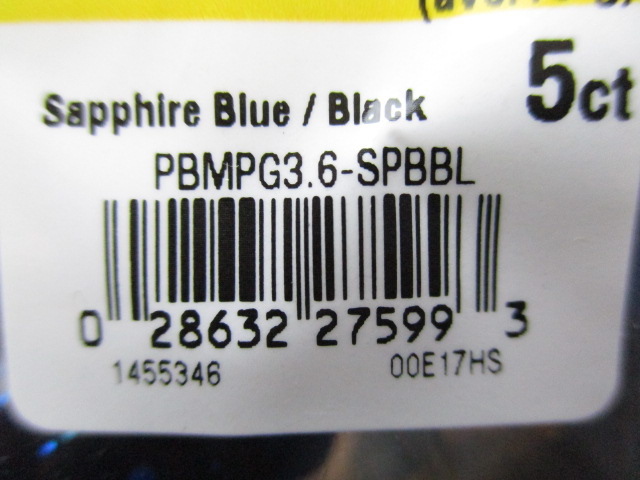 5ct
Sapphire Blue / Black
PBMPG3.6-SPBBL
0 28632 27599 3
1455346 00E17HS